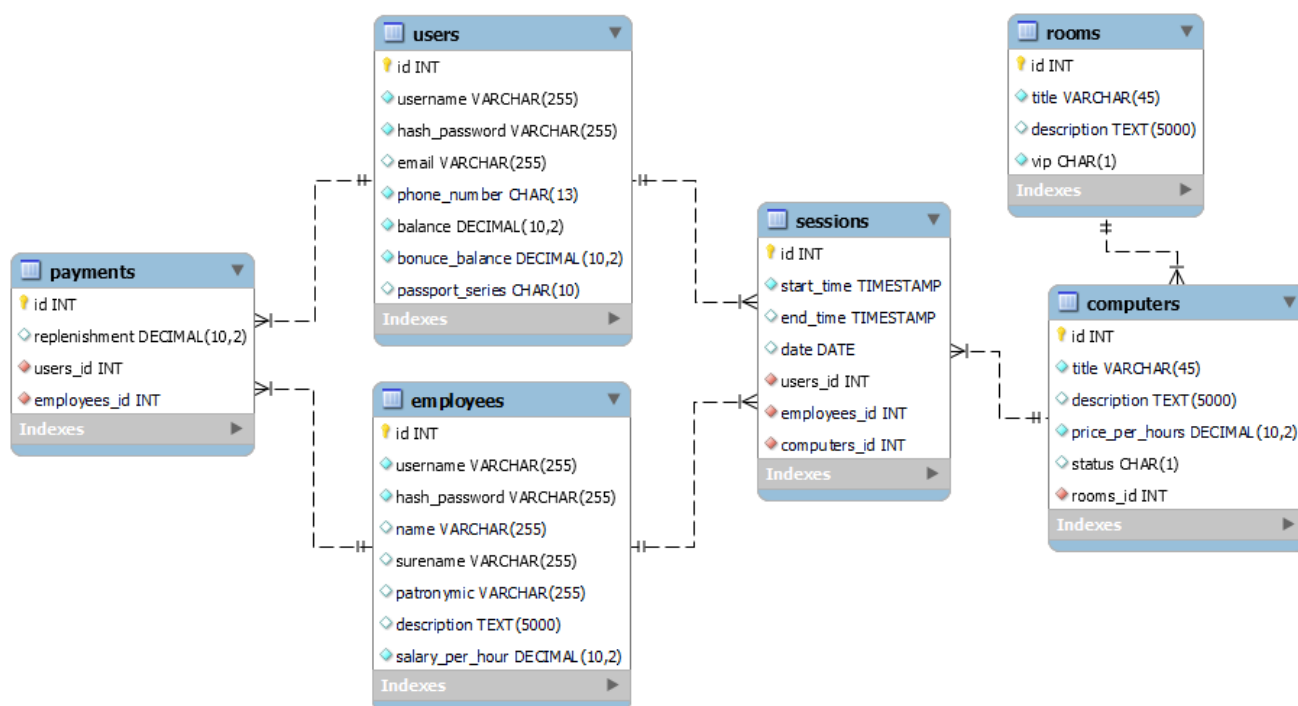 users
id INT
username VARCHAR(255)
hash_password VARCHAR(255)
email VARCHAR(255)
phone_number CHAR(13)
balance DECIMAL(10,2)
bonuce_balance DECIMAL(10,2)
passport_series CHAR(10)
Indexes
rooms
id INT
title VARCHAR(45)
description TEXT(5000)
vip CHAR(1)
Indexes
payments
id INT
replenishment DECIMAL(10,2)
users_id INT
employees_id INT
Indexes
sessions
id INT
start_time TIMESTAMP
end_time TIMESTAMP
date DATE
users_id INT
employees_id INT
computers_id INT
Indexes
computers
id INT
title VARCHAR(45)
description TEXT(5000)
price_per_hours DECIMAL(10,2)
status CHAR(1)
rooms_id INT
Indexes
employees
id INT
username VARCHAR(255)
hash_password VARCHAR(255)
name VARCHAR(255)
surename VARCHAR(255)
patronymic VARCHAR(255)
description TEXT(5000)
salary_per_hour DECIMAL(10,2)
Indexes